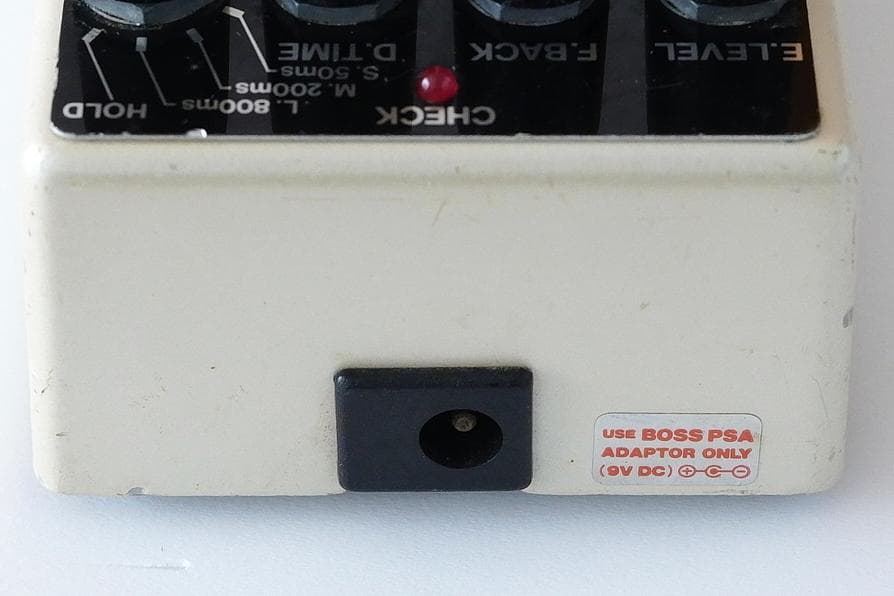 E.LEVEL
F.BACK
D.TIME
S. 50ms
M. 200ms
L. 800ms
HOLD
CHECK
USE BOSS PSA
ADAPTOR ONLY
(9V DC)